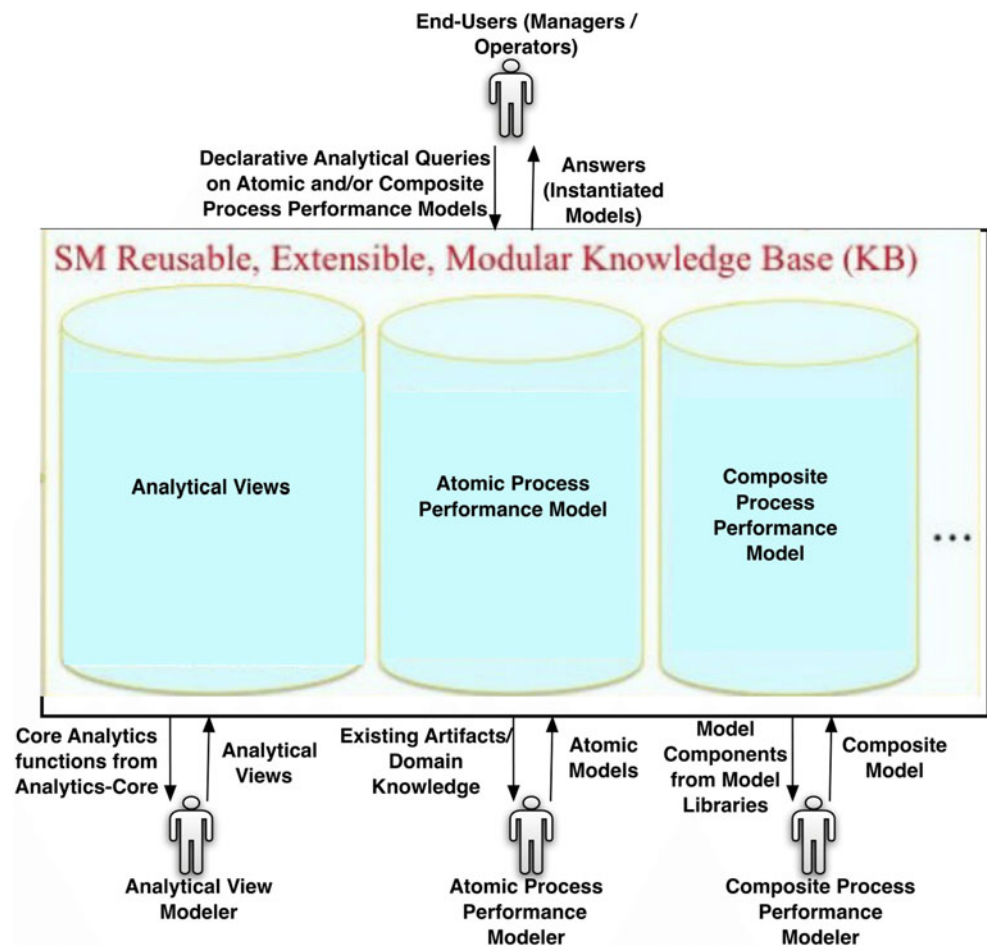 End-Users (Managers /
Operators)
Declarative Analytical Queries
on Atomic and/or Composite
Process Performance Models
Answers
(Instantiated
Models)
SM Reusable, Extensible, Modular Knowledge Base (KB)
Analytical Views
Atomic Process
Performance Model
Composite
Process
Performance
Model
...
Core Analytics
functions from
Analytics-Core
Analytical
Views
Existing Artifacts/
Domain
Knowledge
Atomic
Models
Model
Components
from Model
Libraries
Composite
Model
Analytical View
Modeler
Atomic Process
Performance
Modeler
Composite Process
Performance
Modeler